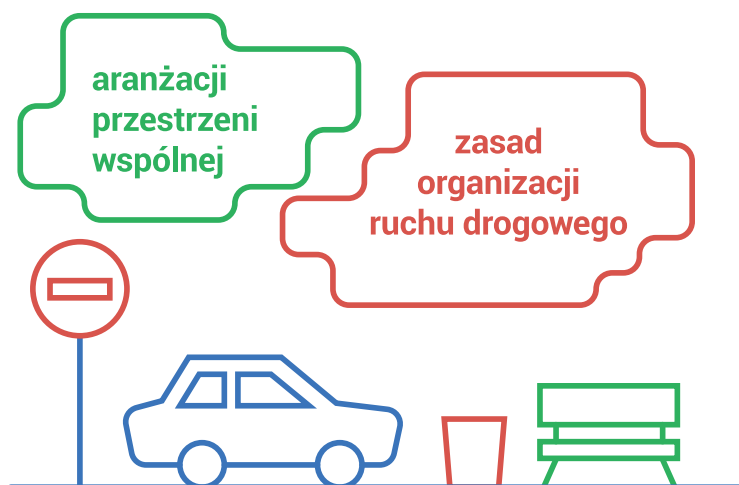 aranżacji
przestrzeni
wspólnej
zasad
organizacji
ruchu drogowego